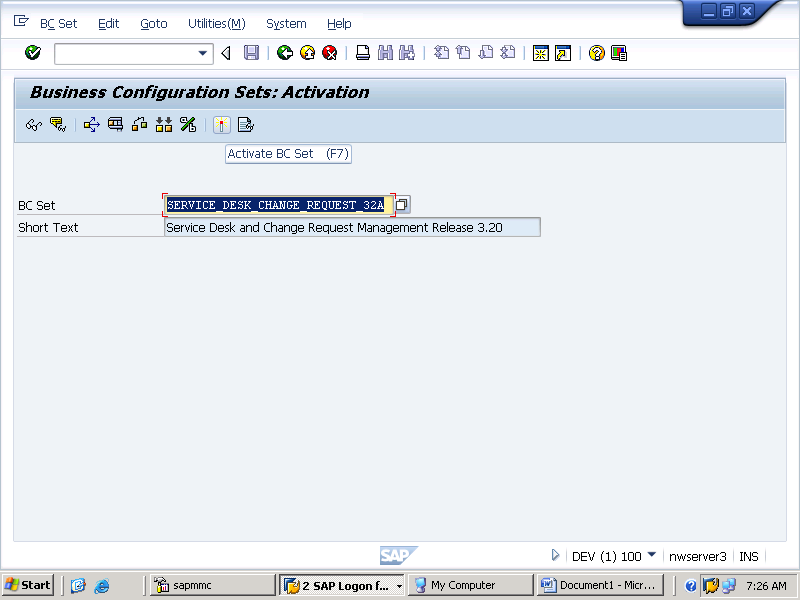 BC Set Edit Goto Utilities(M) System Help
Business Configuration Sets: Activation
Activate BC Set (F7)
BC Set SERVICE_DESK_CHANGE_REQUEST_32A
Short Text Service Desk and Change Request Management Release 3.20
SAP DEV (1) 100 nwserver3 INS
Start sapmmc 2 SAP Logon f... My Computer Document1 - Micr... 7:26 AM